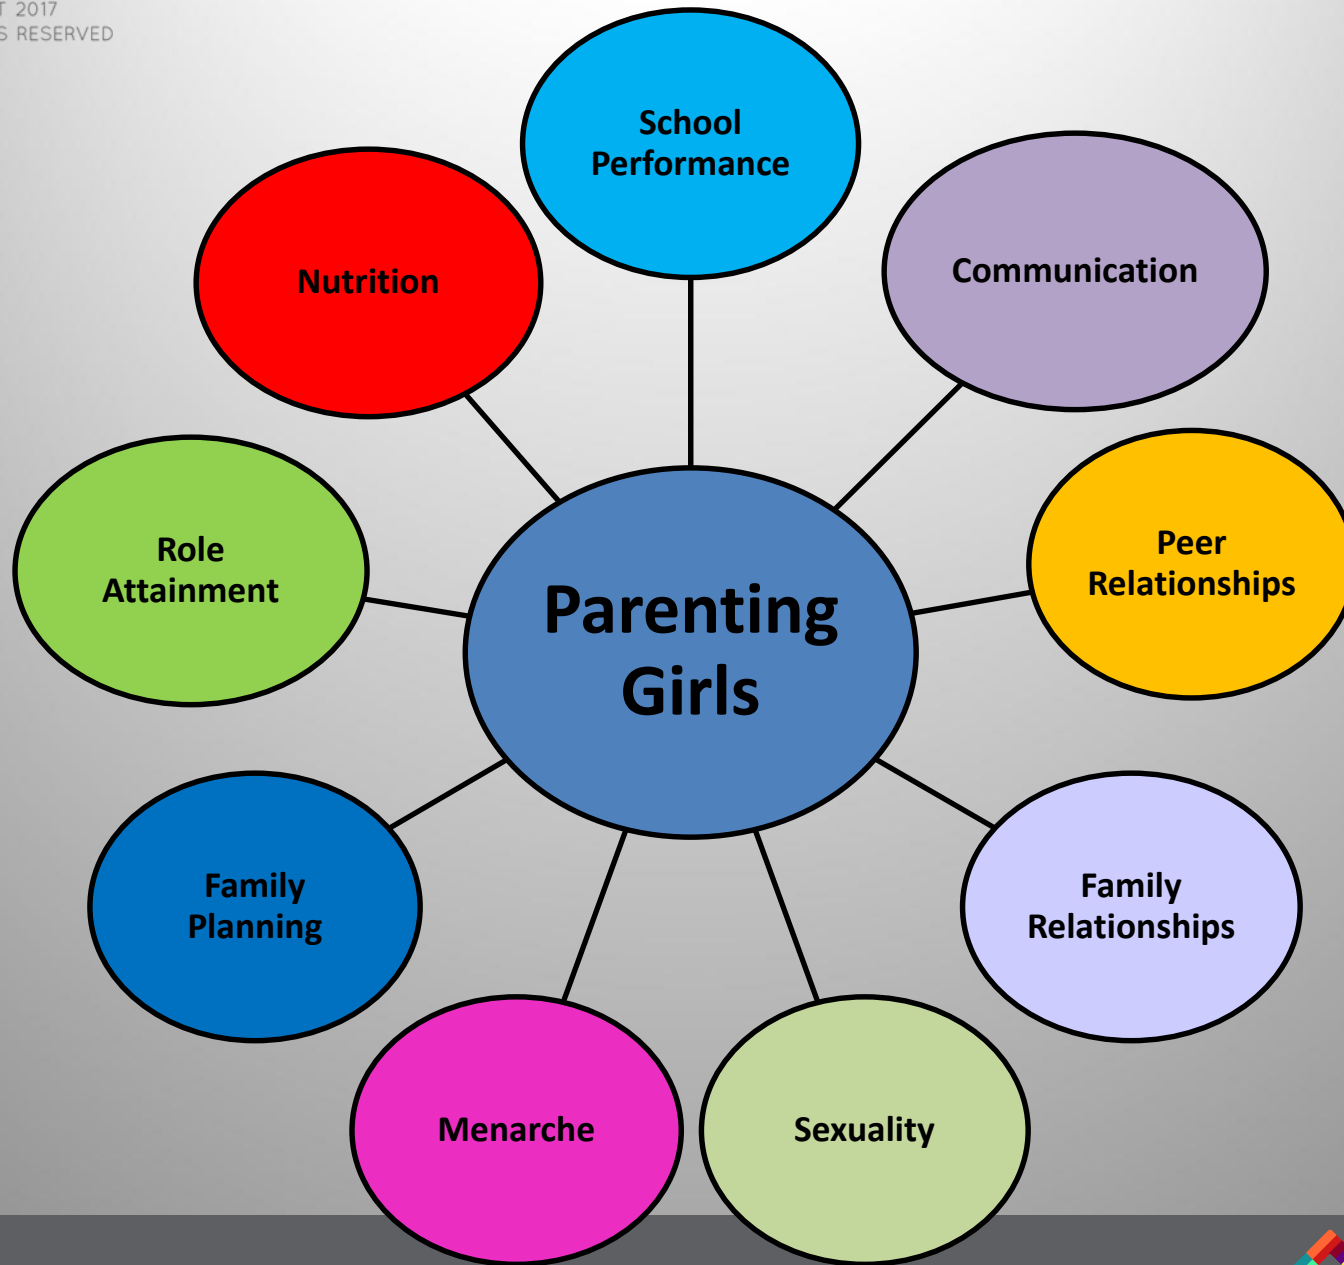 2017
RESERVED
School
Performance
Communication
Nutrition
Peer
Relationships
Role
Attainment
Parenting
Girls
Family
Planning
Family
Relationships
Menarche
Sexuality